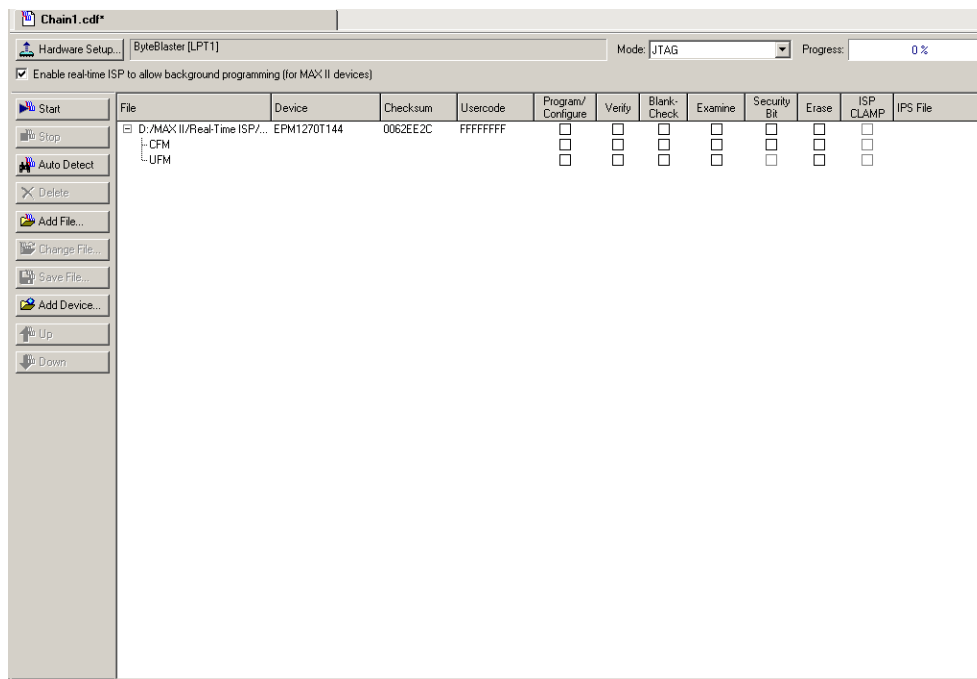 Chain1.cdf*
Hardware Setup... ByteBlaster [LPT1] Mode: JTAG Progress: 0 %
Enable real-time ISP to allow background programming (for MAX II devices)
Start
Stop
Auto Detect
Delete
Add File...
Change File...
Save File...
Add Device...
Up
Down
File Device Checksum Usercode Program/ Configure Verify Blank- Check Examine Security Bit Erase ISP CLAMP IPS File
D:/MAX II/Real-Time ISP/... EPM1270T144 0062EE2C FFFFFFFF
CFM
UFM